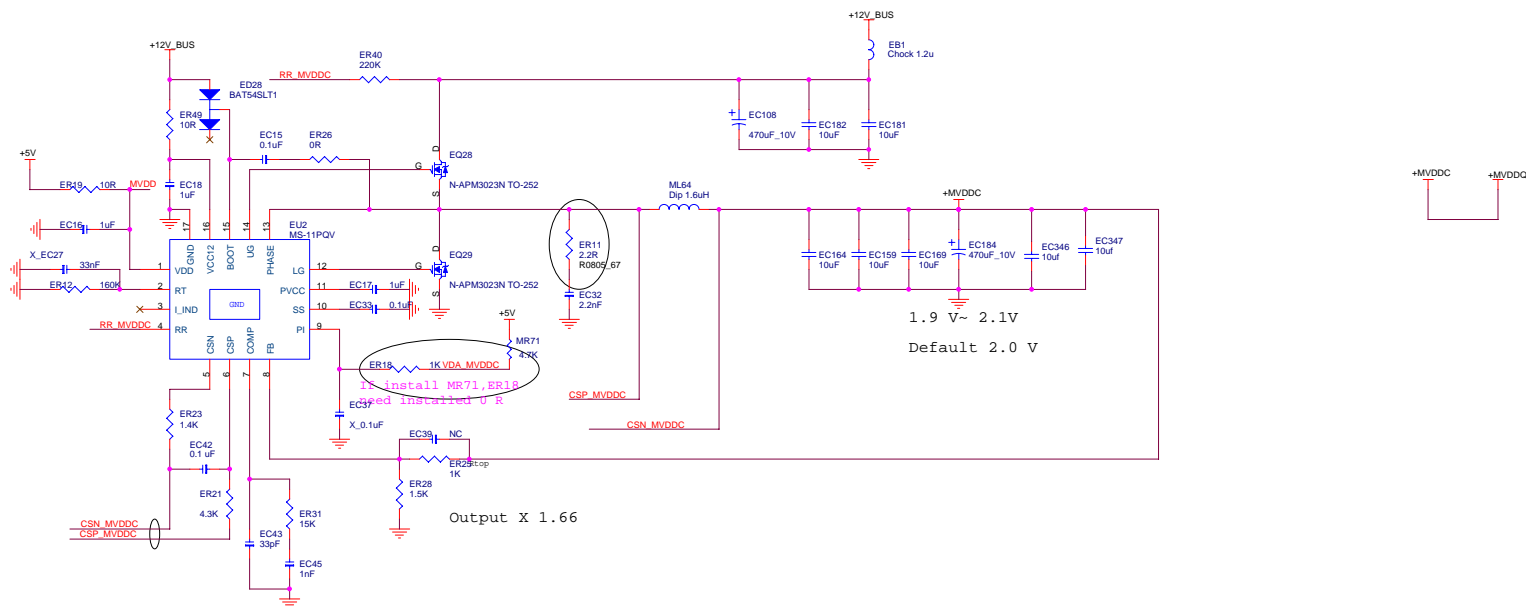 +12V_BUS
EB1
Chock 1.2u
+12V_BUS
ER40
220K
RR_MVDDC
ED28
BAT54SLT1
EC108
470uF_10V
EC182
10uF
EC181
10uF
ER49
10R
EC15
0.1uF
ER26
0R
+5V
D
EQ28
G
S
N-APM3023N TO-252
ER19
10R
MVDD
EC18
1uF
ML64
Dip 1.6uH
+MVDDC
+MVDDC
+MVDDQ
EC16
1uF
17
16
15
14
13
EU2
MS-11PQV
GND
VCC12
BOOT
UG
PHASE
D
EQ29
G
S
N-APM3023N TO-252
ER11
2.2R
R0805_67
EC164
10uF
EC159
10uF
EC169
10uF
EC184
470uF_10V
EC346
10uf
EC347
10uf
X_EC27
33nF
1
VDD
LG
12
ER12
160K
2
RT
PVCC
11
EC17
1uF
GND
3
I_IND
SS
10
EC33
0.1uF
EC32
2.2nF
RR_MVDDC
4
RR
PI
9
+5V
1.9 V~ 2.1V
Default 2.0 V
CSN
CSP
COMP
FB
5
6
7
8
MR71
4.7K
ER18
1K
VDA_MVDDC
If install MR71,ER18
need installed 0 R
EC37
X_0.1uF
CSP_MVDDC
CSN_MVDDC
ER23
1.4K
EC42
0.1 uF
EC39
NC
ER25
Rtop
1K
ER21
4.3K
ER28
1.5K
ER31
15K
Output X 1.66
CSN_MVDDC
CSP_MVDDC
EC43
33pF
EC45
1nF